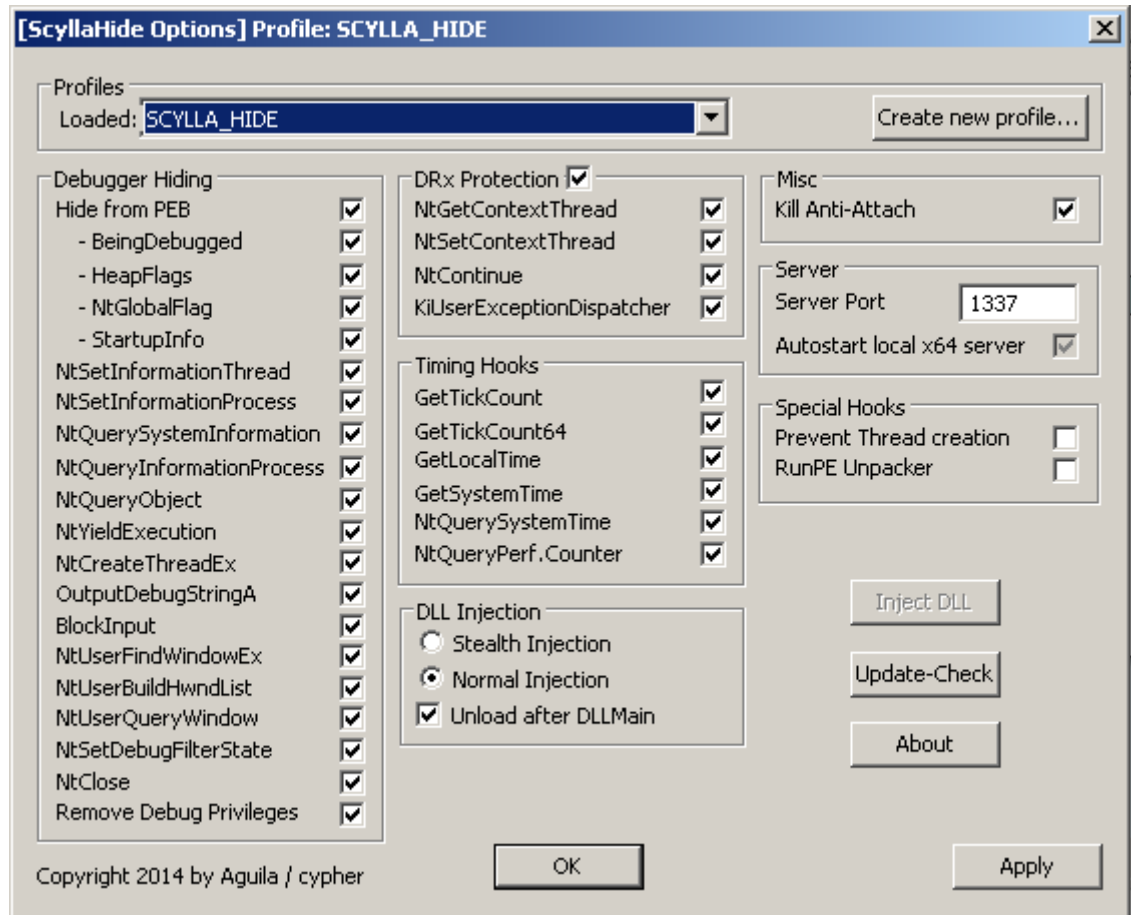 [ScyllaHide Options] Profile: SCYLLA_HIDE
Profiles
Loaded: SCYLLA_HIDE
Create new profile...
Debugger Hiding
Hide from PEB
- BeingDebugged
- HeapFlags
- NtGlobalFlag
- StartupInfo
NtSetInformationThread
NtSetInformationProcess
NtQuerySystemInformation
NtQueryInformationProcess
NtQueryObject
NtYieldExecution
NtCreateThreadEx
OutputDebugStringA
BlockInput
NtUserFindWindowEx
NtUserBuildHwndList
NtUserQueryWindow
NtSetDebugFilterState
NtClose
Remove Debug Privileges
DRx Protection
NtGetContextThread
NtSetContextThread
NtContinue
KiUserExceptionDispatcher
Timing Hooks
GetTickCount
GetTickCount64
GetLocalTime
GetSystemTime
NtQuerySystemTime
NtQueryPerf.Counter
DLL Injection
Stealth Injection
Normal Injection
Unload after DLLMain
Misc
Kill Anti-Attach
Server
Server Port 1337
Autostart local x64 server
Special Hooks
Prevent Thread creation
RunPE Unpacker
Inject DLL
Update-Check
About
Copyright 2014 by Aguila / cypher
OK
Apply